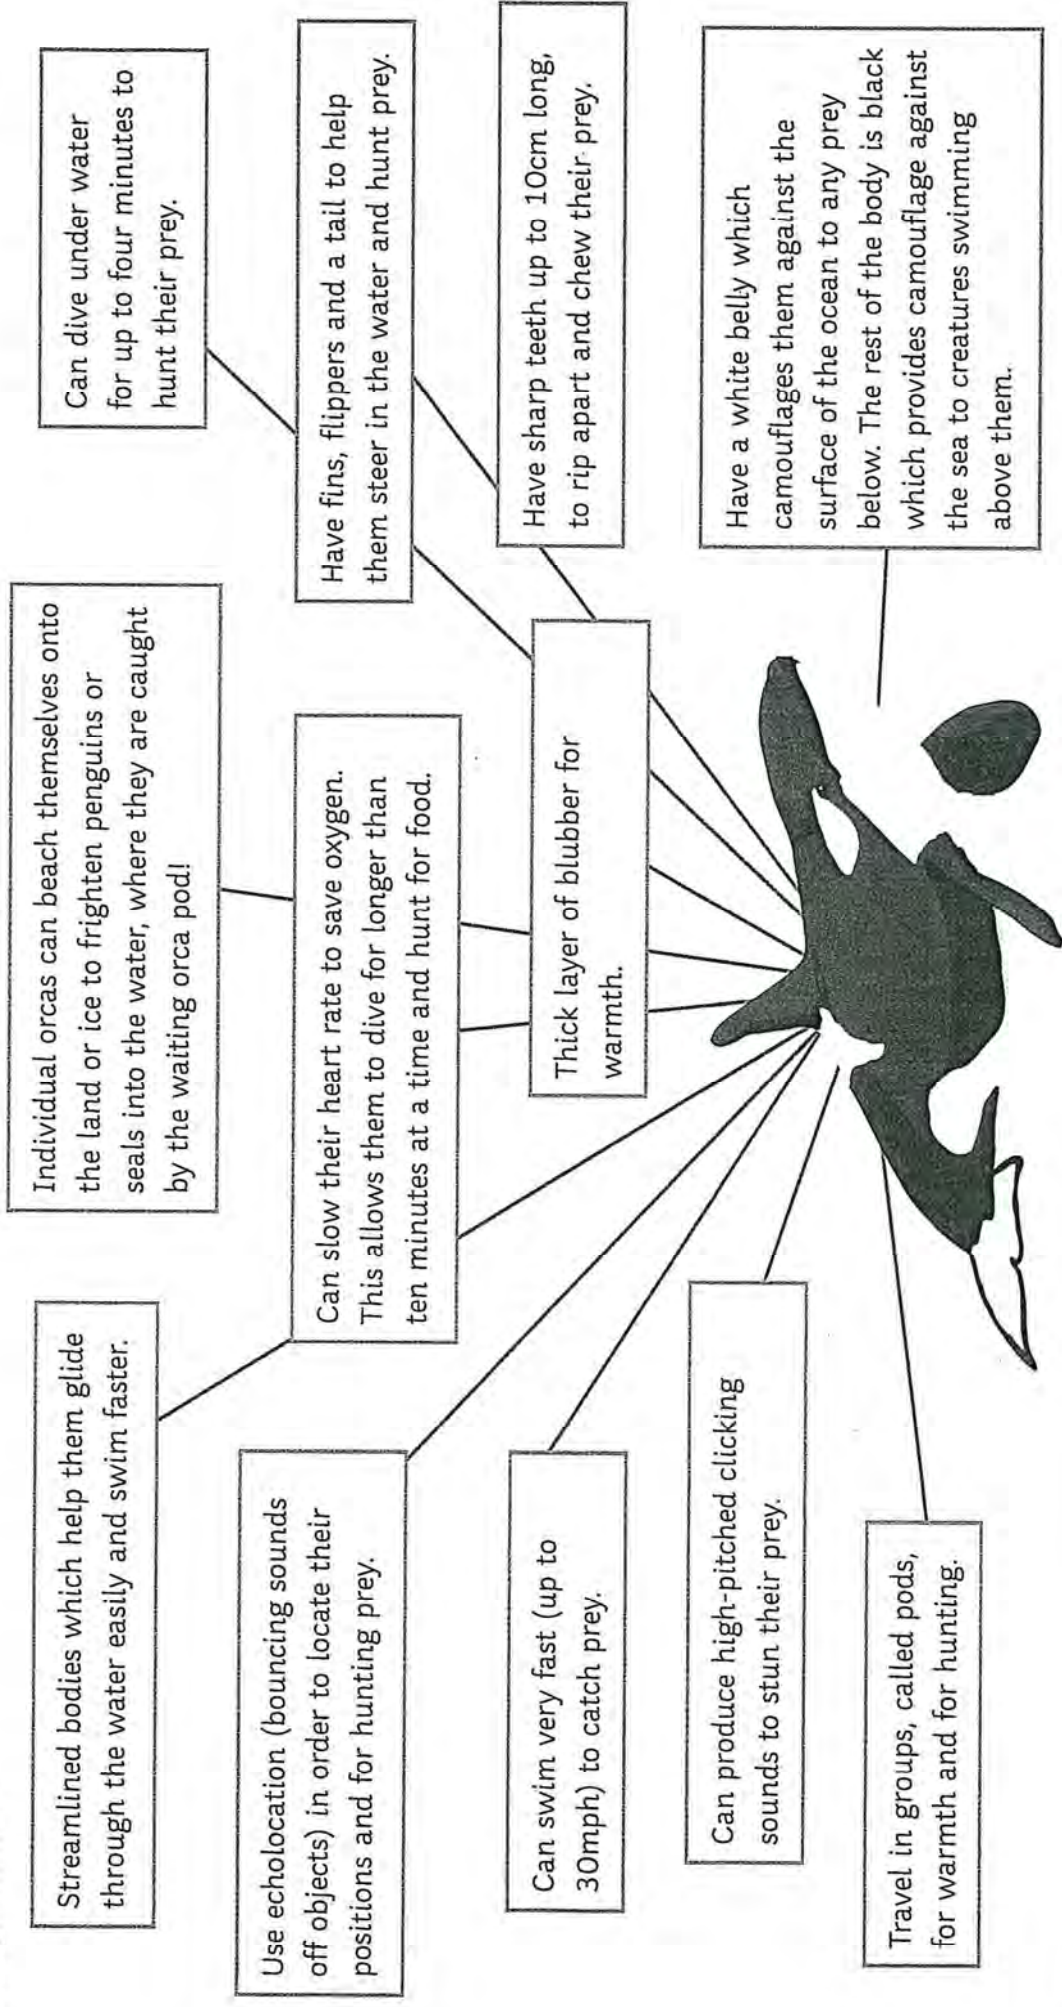 Streamlined bodies which help them glide
through the water easily and swim faster.
Individual orcas can beach themselves onto
the land or ice to frighten penguins or
seals into the water, where they are caught
by the waiting orca pod!
Can dive under water
for up to four minutes to
hunt their prey.
Use echolocation (bouncing sounds
off objects) in order to locate their
positions and for hunting prey.
Can slow their heart rate to save oxygen.
This allows them to dive for longer than
ten minutes at a time and hunt for food.
Have fins, flippers and a tail to help
them steer in the water and hunt prey.
Can swim very fast (up to
30mph) to catch prey.
Thick layer of blubber for
warmth.
Have sharp teeth up to 10cm long,
to rip apart and chew their prey.
Can produce high-pitched clicking
sounds to stun their prey.
Have a white belly which
camouflages them against the
surface of the ocean to any prey
below. The rest of the body is black
which provides camouflage against
the sea to creatures swimming
above them.
Travel in groups, called pods,
for warmth and for hunting.